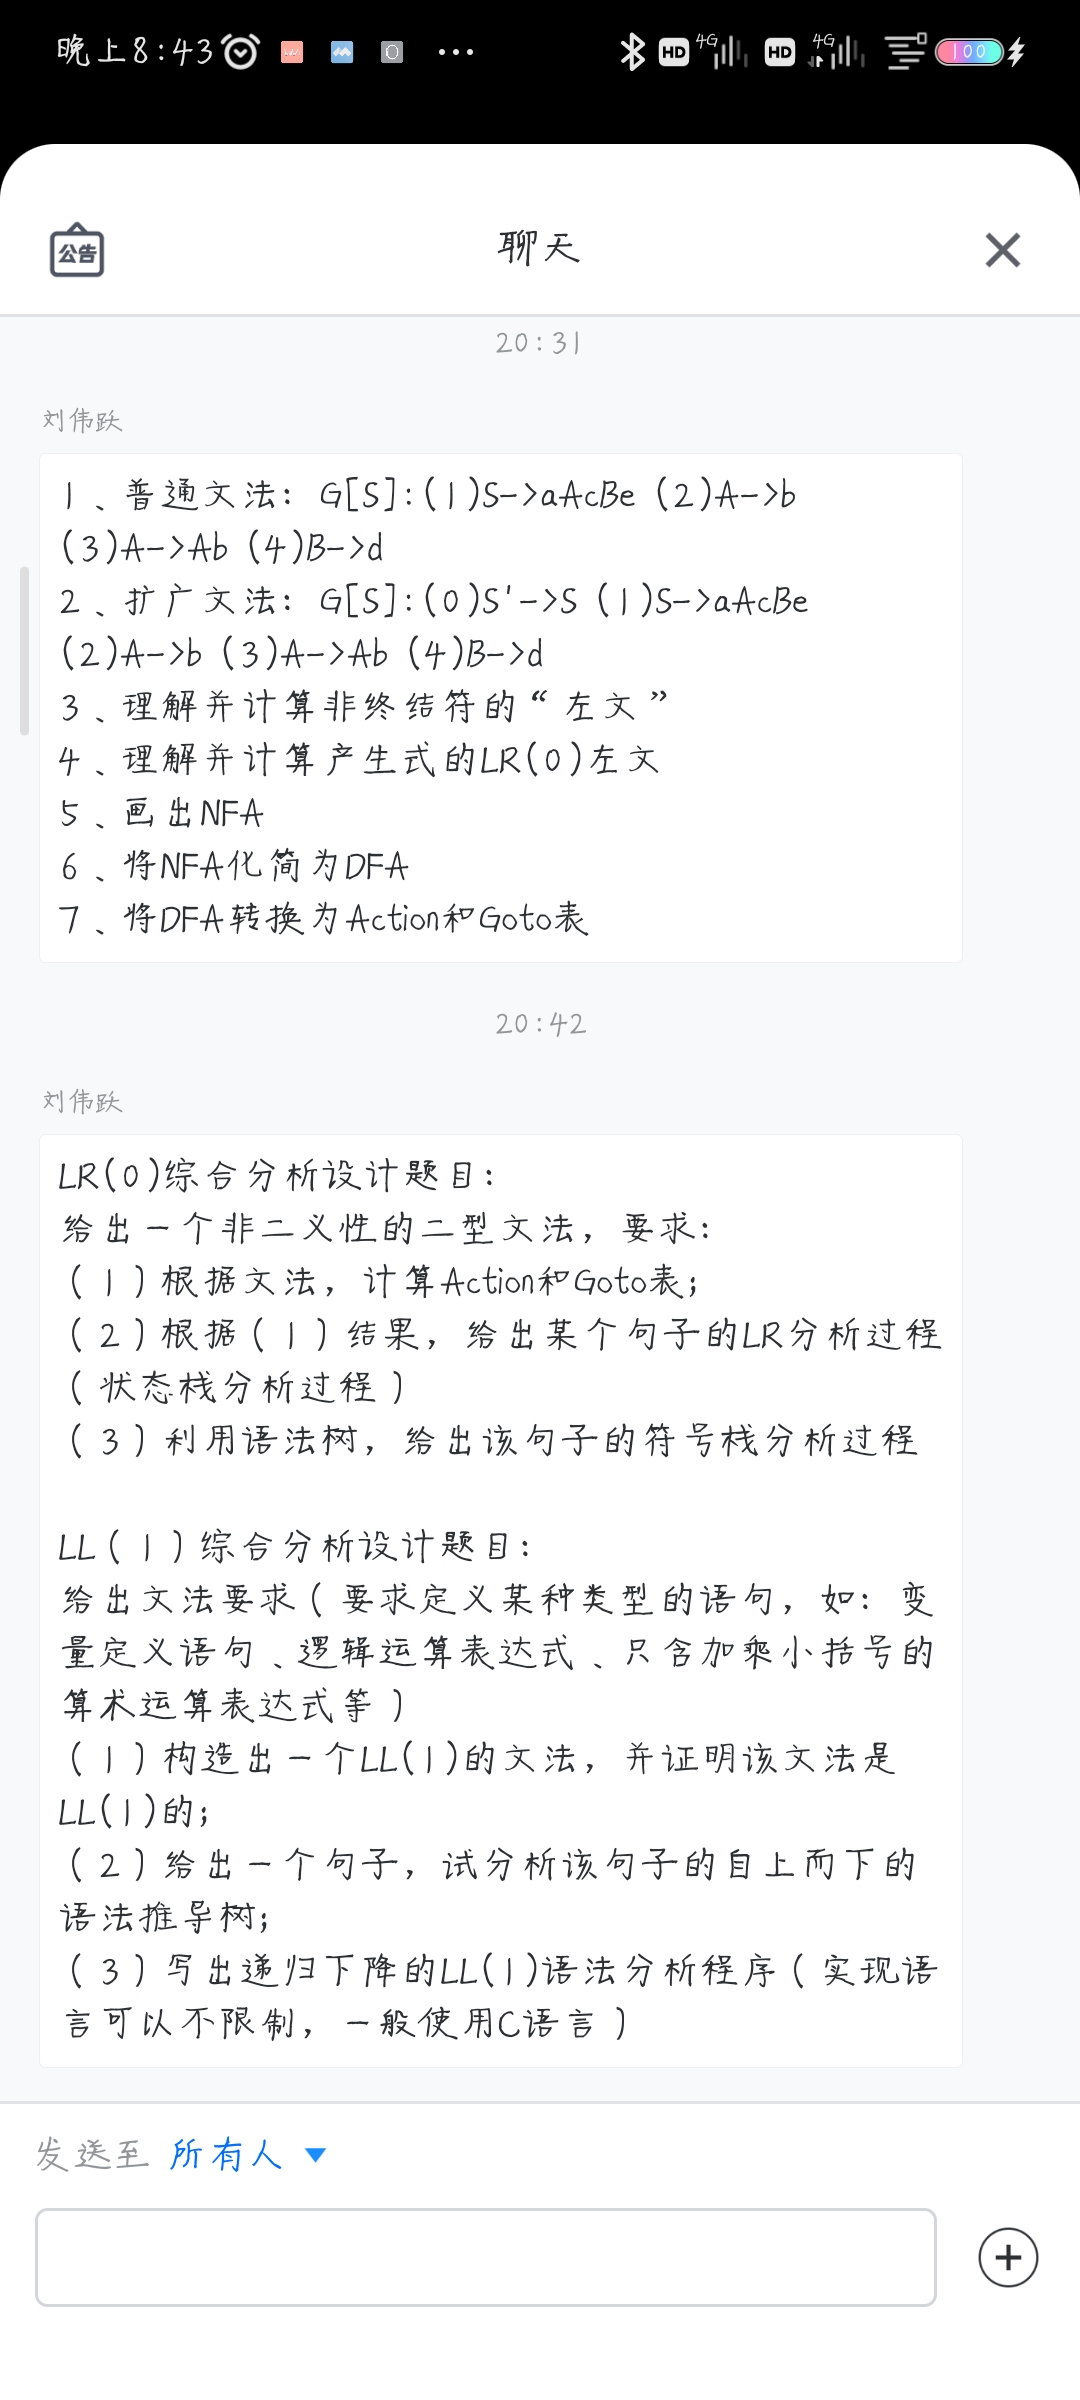 晚上8:43
HD 4G HD 4G 100
公告
聊天
20:31
刘伟跃
1、普通文法：G[S]:(1)S->aAcBe (2)A->b
(3)A->Ab (4)B->d
2、扩广文法：G[S]:(0)S'->S (1)S->aAcBe
(2)A->b (3)A->Ab (4)B->d
3、理解并计算非终结符的“左文”
4、理解并计算产生式的LR(0)左文
5、画出NFA
6、将NFA化简为DFA
7、将DFA转换为Action和Goto表
20:42
刘伟跃
LR(0)综合分析设计题目：
给出一个非二义性的二型文法，要求：
（1）根据文法，计算Action和Goto表；
（2）根据（1）结果，给出某个句子的LR分析过程
（状态栈分析过程）
（3）利用语法树，给出该句子的符号栈分析过程
LL（1）综合分析设计题目：
给出文法要求（要求定义某种类型的语句，如：变
量定义语句、逻辑运算表达式、只含加乘小括号的
算术运算表达式等）
（1）构造出一个LL(1)的文法，并证明该文法是
LL(1)的；
（2）给出一个句子，试分析该句子的自上而下的
语法推导树；
（3）写出递归下降的LL(1)语法分析程序（实现语
言可以不限制，一般使用C语言）
发送至 所有人